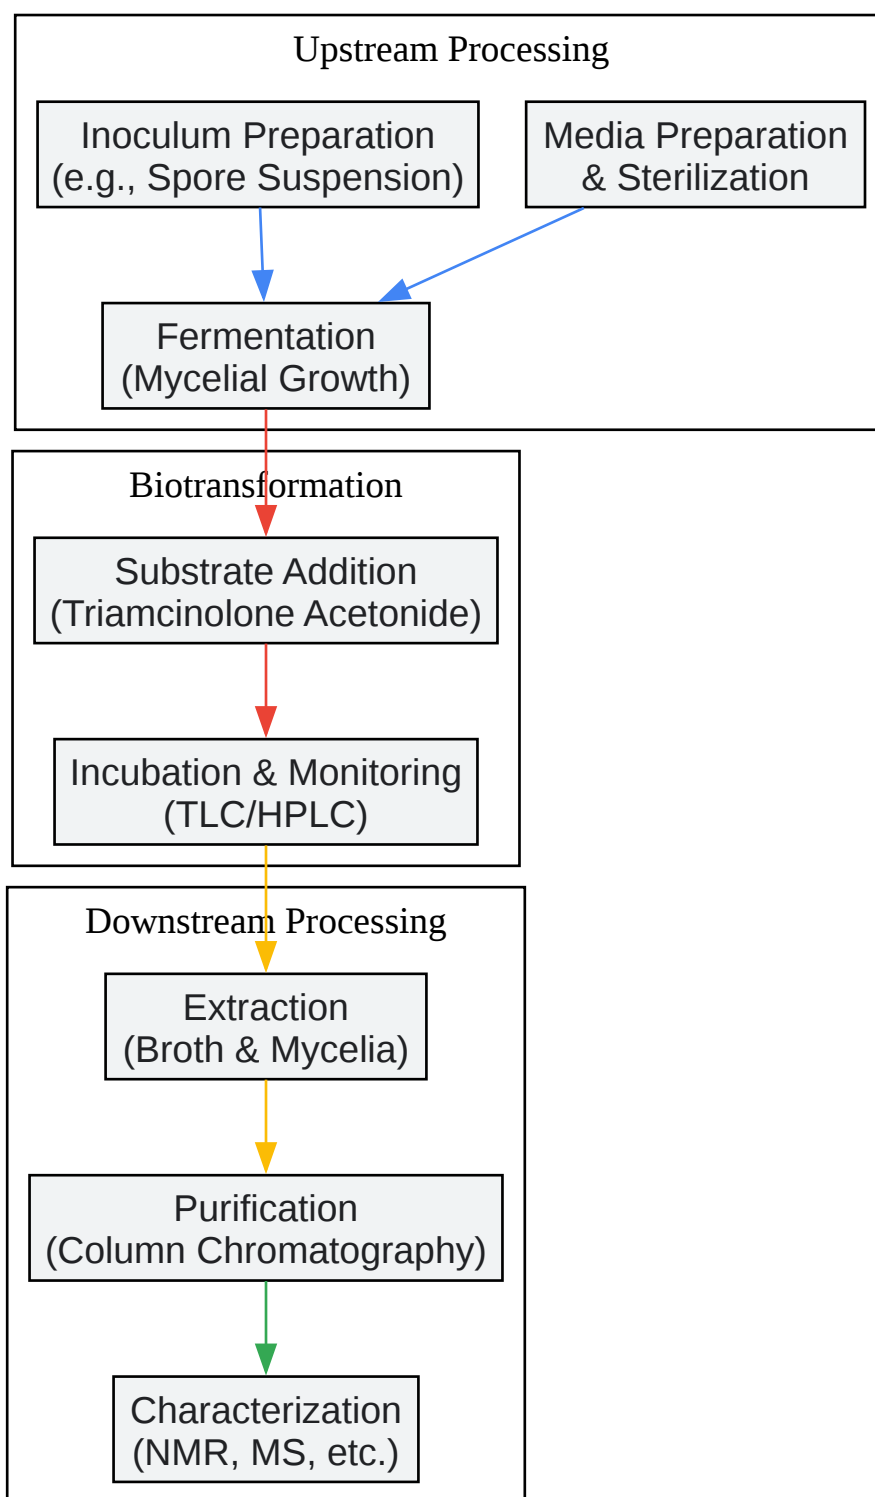 Upstream Processing
Inoculum Preparation
(e.g., Spore Suspension)
Media Preparation
& Sterilization
Fermentation
(Mycelial Growth)
Biotransformation
Substrate Addition
(Triamcinolone Acetonide)
Incubation & Monitoring
(TLC/HPLC)
Downstream Processing
Extraction
(Broth & Mycelia)
Purification
(Column Chromatography)
Characterization
(NMR, MS, etc.)